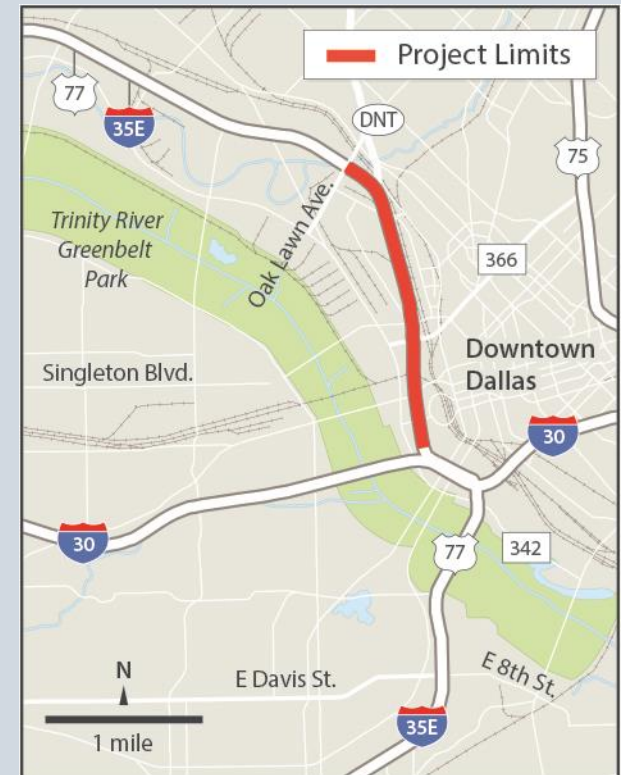 Project Limits
77
35E
DNT
75
Trinity River
Greenbelt
Park
Oak Lawn Ave.
366
Singleton Blvd.
Downtown
Dallas
30
30
77
342
N
E Davis St.
E 8th St.
1 mile
35E